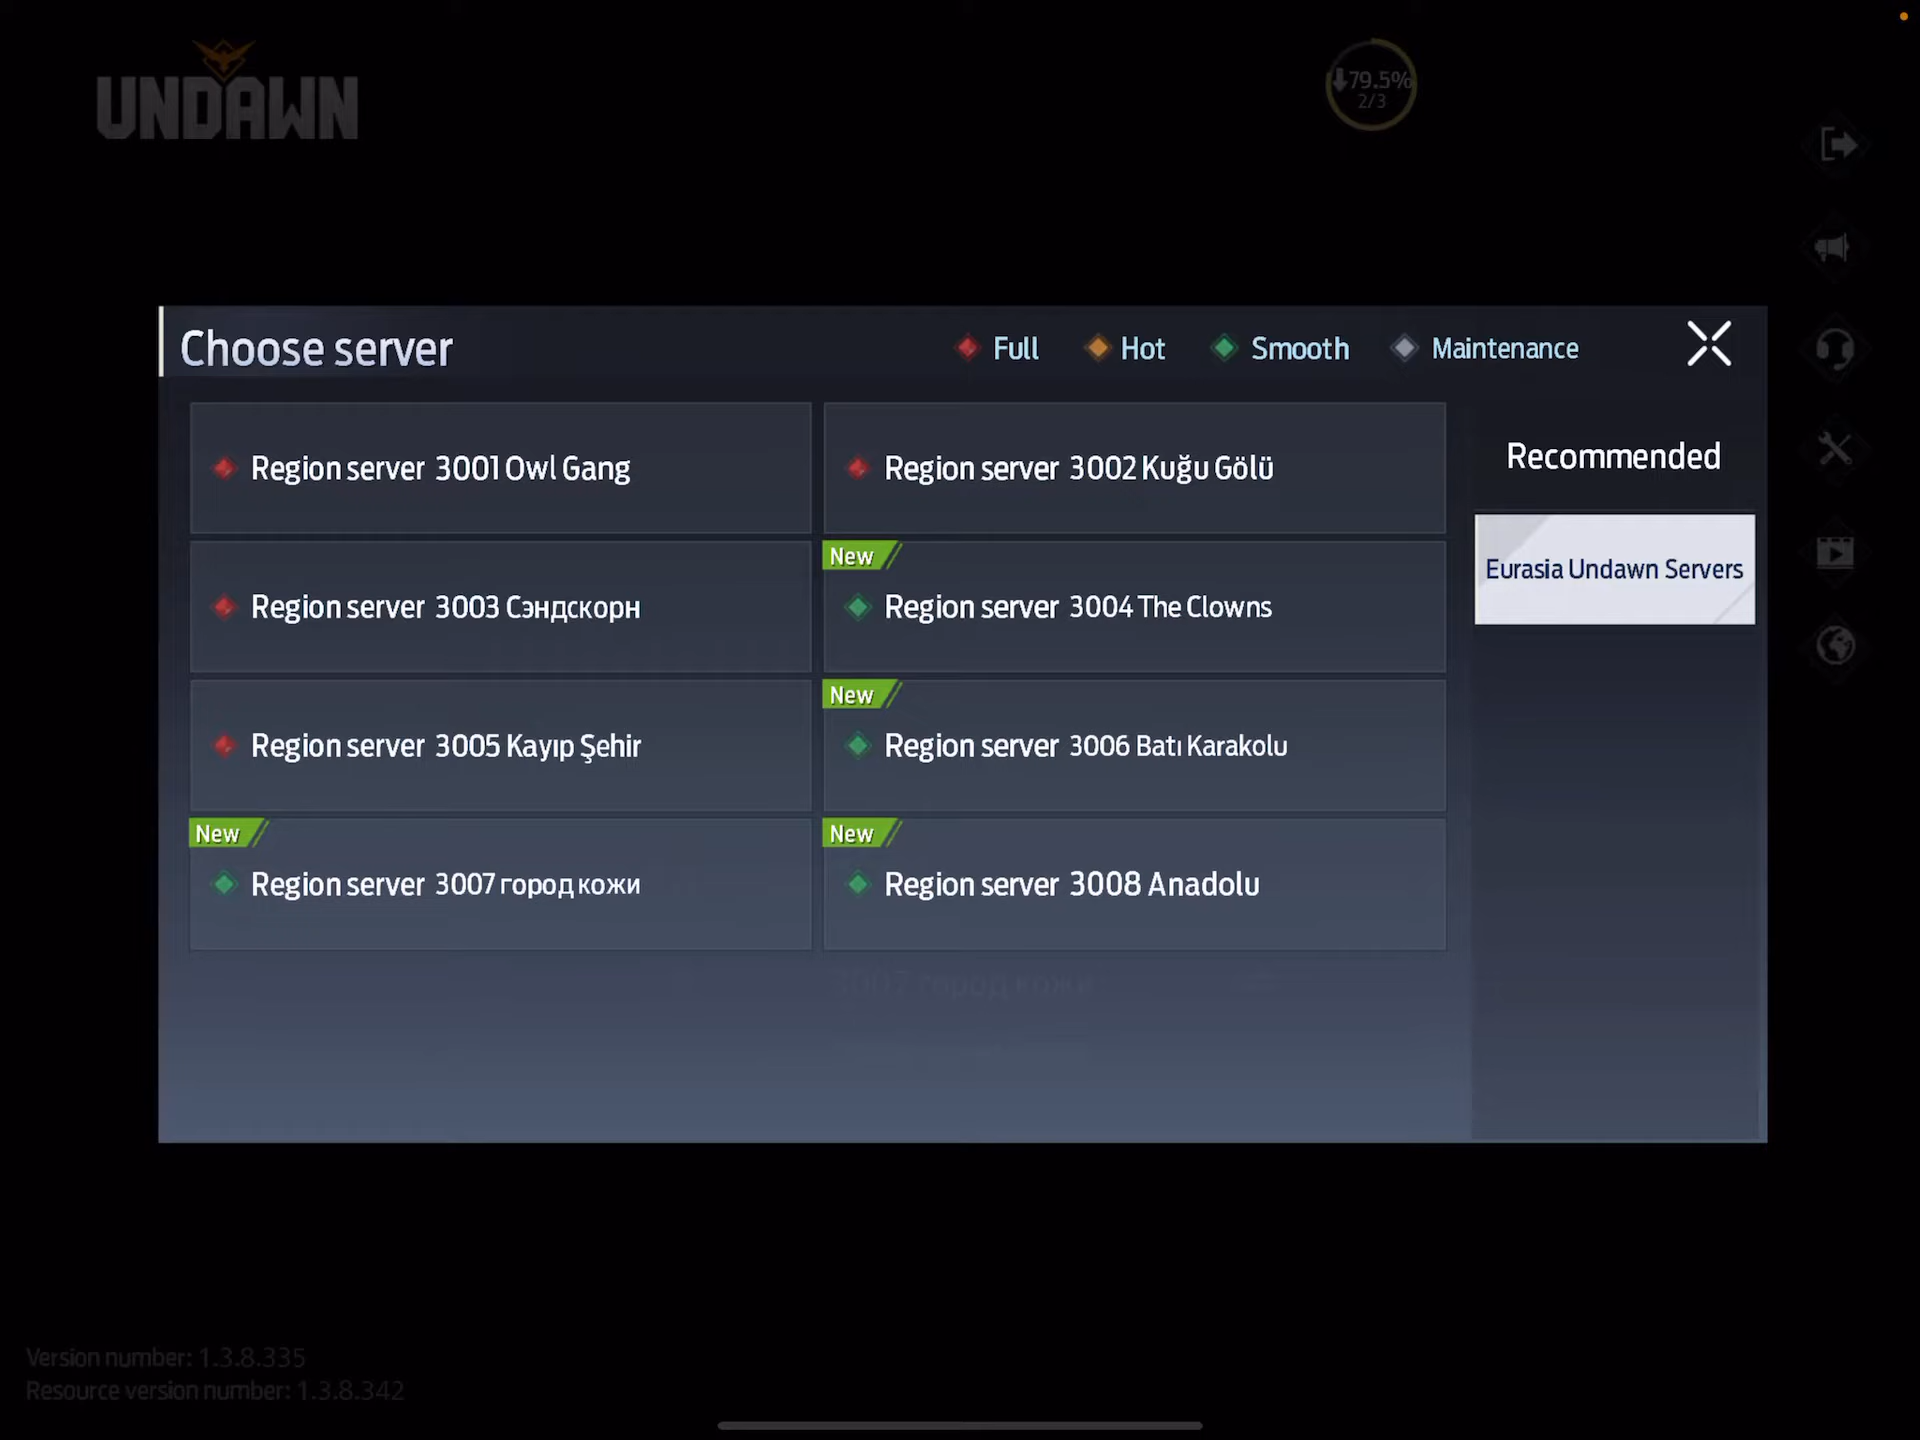 UNDAWN
79.5%
2/3
Choose server
Full
Hot
Smooth
Maintenance
Region server 3001 Owl Gang
Region server 3002 Kuğu Gölü
Recommended
Region server 3003 Сэндскорн
New
Region server 3004 The Clowns
Eurasia Undawn Servers
Region server 3005 Kayıp Şehir
New
Region server 3006 Batı Karakolu
New
Region server 3007 город кожи
New
Region server 3008 Anadolu
3007 город кожи
Version number: 1.3.8.335
Resource version number: 1.3.8.342